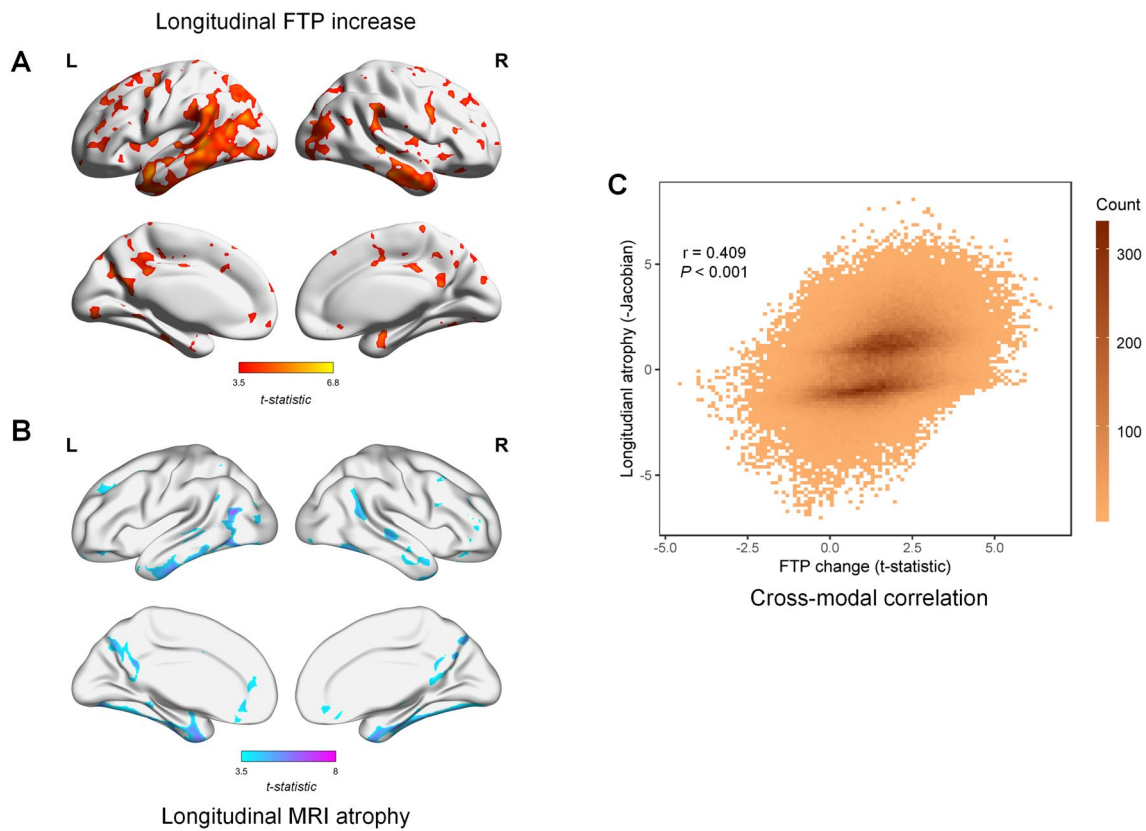 Longitudinal FTP increase
A
L
R
3.5
6.8
t-statistic
B
L
R
3.5
8
t-statistic
Longitudinal MRI atrophy
C
Longitudianl atrophy (-Jacobian)
r = 0.409
P < 0.001
5
0
-5
-5.0
-2.5
0.0
2.5
5.0
FTP change (t-statistic)
Cross-modal correlation
Count
300
200
100